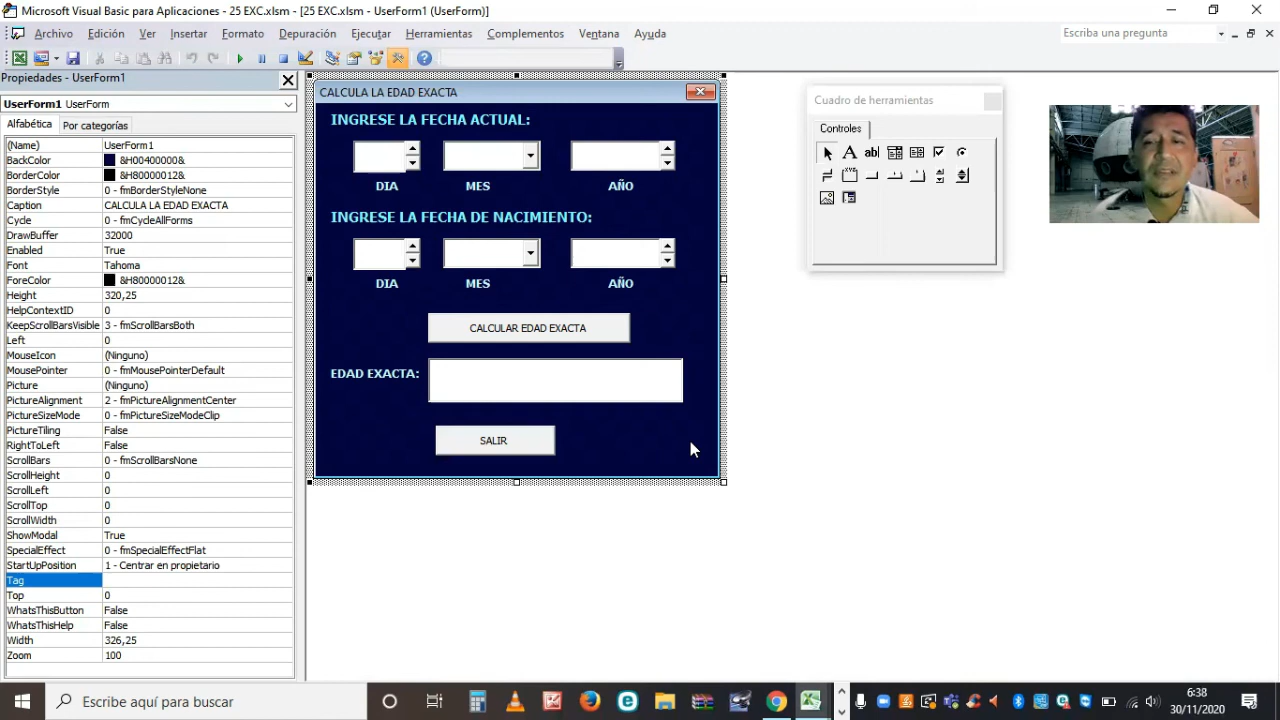 Microsoft Visual Basic para Aplicaciones - 25 EXC.xlsm - [25 EXC.xlsm - UserForm1 (UserForm)]
Archivo Edición Ver Insertar Formato Depuración Ejecutar Herramientas Complementos Ventana Ayuda
Escriba una pregunta
Propiedades - UserForm1
UserForm1 UserForm
Alfabética Por categorías
(Name) UserForm1
BackColor &H00400000&
BorderColor &H80000012&
BorderStyle 0 - fmBorderStyleNone
Caption CALCULA LA EDAD EXACTA
Cycle 0 - fmCycleAllForms
DrawBuffer 32000
Enabled True
Font Tahoma
ForeColor &H80000012&
Height 320,25
HelpContextID 0
KeepScrollBarsVisible 3 - fmScrollBarsBoth
Left 0
MouseIcon (Ninguno)
MousePointer 0 - fmMousePointerDefault
Picture (Ninguno)
PictureAlignment 2 - fmPictureAlignmentCenter
PictureSizeMode 0 - fmPictureSizeModeClip
PictureTiling False
RightToLeft False
ScrollBars 0 - fmScrollBarsNone
ScrollHeight 0
ScrollLeft 0
ScrollTop 0
ScrollWidth 0
ShowModal True
SpecialEffect 0 - fmSpecialEffectFlat
StartUpPosition 1 - Centrar en propietario
Tag
Top 0
WhatsThisButton False
WhatsThisHelp False
Width 326,25
Zoom 100
CALCULA LA EDAD EXACTA
INGRESE LA FECHA ACTUAL:
DIA MES AÑO
INGRESE LA FECHA DE NACIMIENTO:
DIA MES AÑO
CALCULAR EDAD EXACTA
EDAD EXACTA:
SALIR
Cuadro de herramientas
Controles
ab|
Escribe aquí para buscar
6:38
30/11/2020